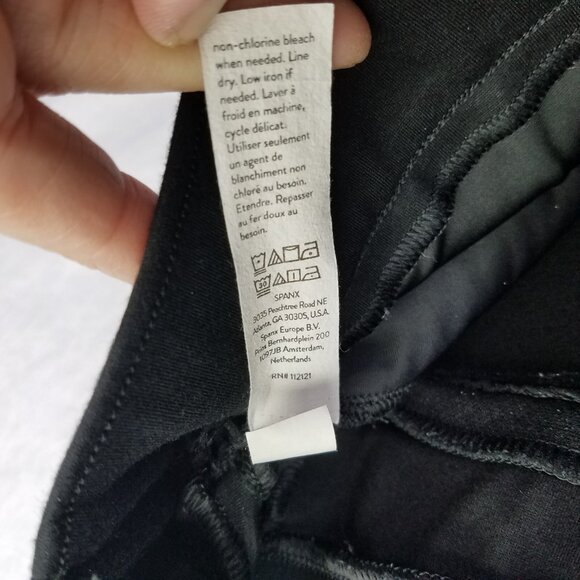 non-chlorine bleach
when needed. Line
dry. Low iron if
needed. Laver à
froid en machine,
cycle délicat.
Utiliser seulement
un agent de
blanchiment non
chloré au besoin.
Etendre. Repasser
au fer doux au
besoin.
30
SPANX
3035 Peachtree Road NE
Atlanta, GA 30305, U.S.A.
Spanx Europe B.V.
Prins Bernhardplein 200
1097JB Amsterdam,
Netherlands
RN# 112121